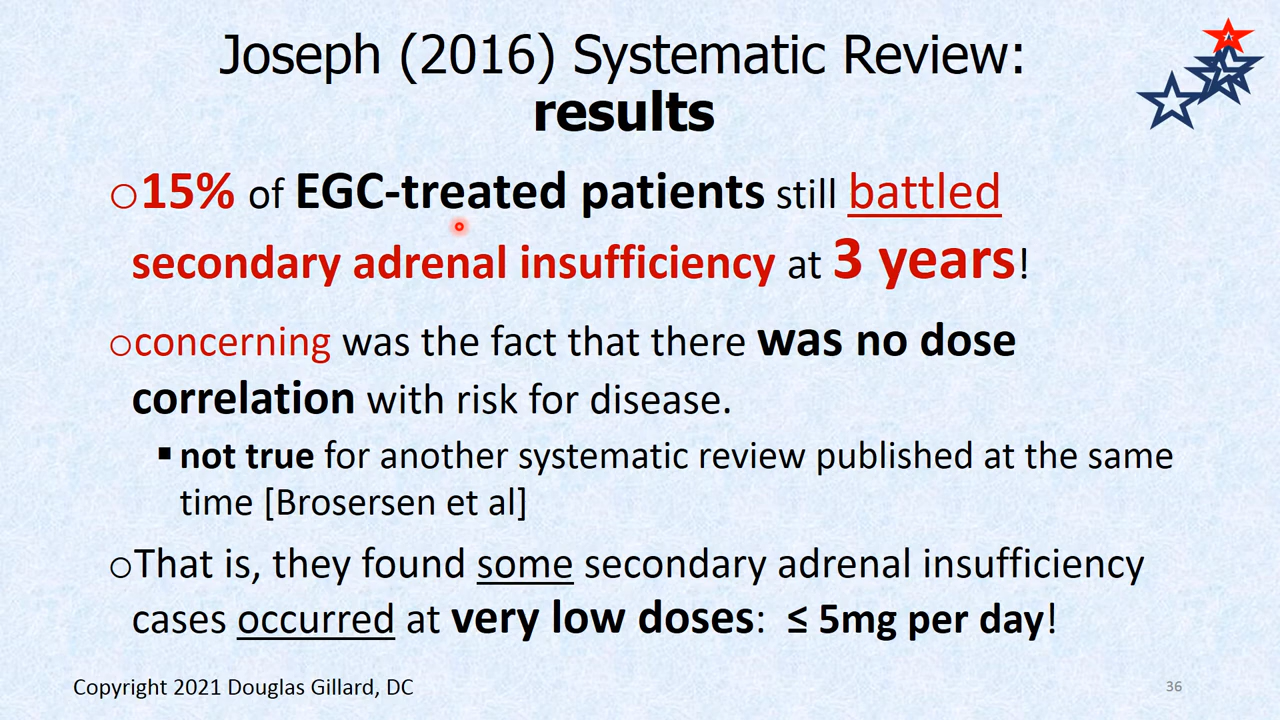 Joseph (2016) Systematic Review:
results
○15% of EGC-treated patients still battled
secondary adrenal insufficiency at 3 years!
○concerning was the fact that there was no dose
correlation with risk for disease.
▪ not true for another systematic review published at the same
time [Brosersen et al]
○That is, they found some secondary adrenal insufficiency
cases occurred at very low doses: ≤ 5mg per day!
Copyright 2021 Douglas Gillard, DC
36